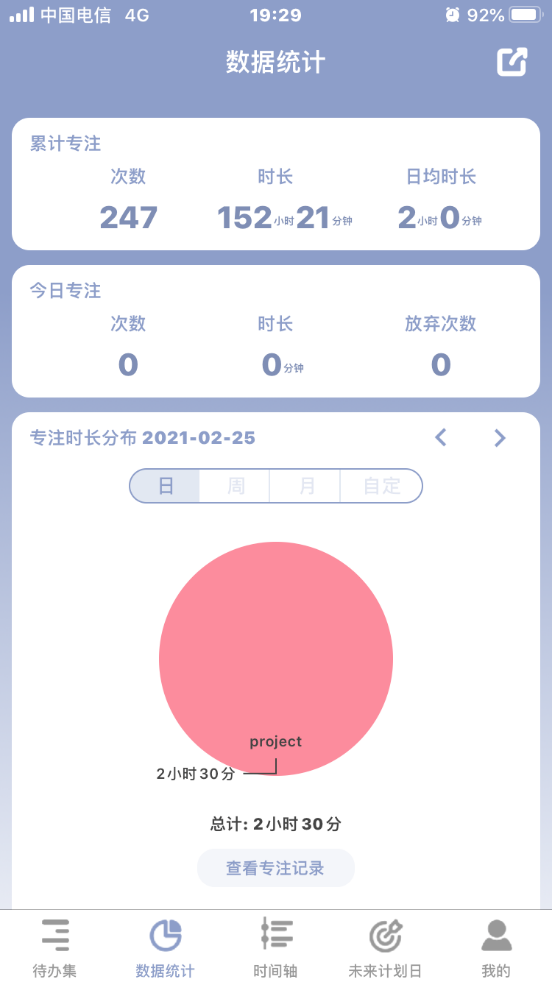 中国电信 4G 19:29 92%
数据统计
累计专注
次数 时长 日均时长
247 152小时21分钟 2小时0分钟
今日专注
次数 时长 放弃次数
0 0分钟 0
专注时长分布 2021-02-25
日 周 月 自定
project
2小时30分
总计: 2小时30分
查看专注记录
待办集 数据统计 时间轴 未来计划日 我的